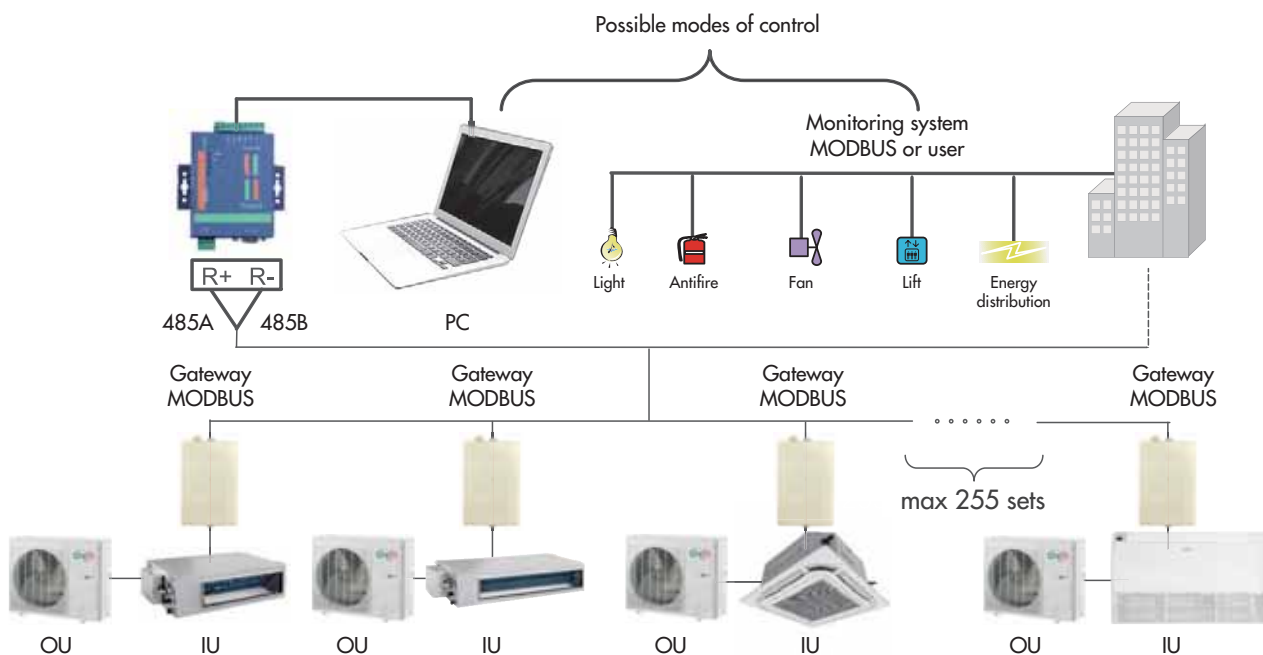 Possible modes of control
Monitoring system
MODBUS or user
R+ R-
Light
Antifire
Fan
Lift
Energy
distribution
485A
485B
PC
Gateway
MODBUS
Gateway
MODBUS
Gateway
MODBUS
Gateway
MODBUS
max 255 sets
OU
IU
OU
IU
OU
IU
OU
IU